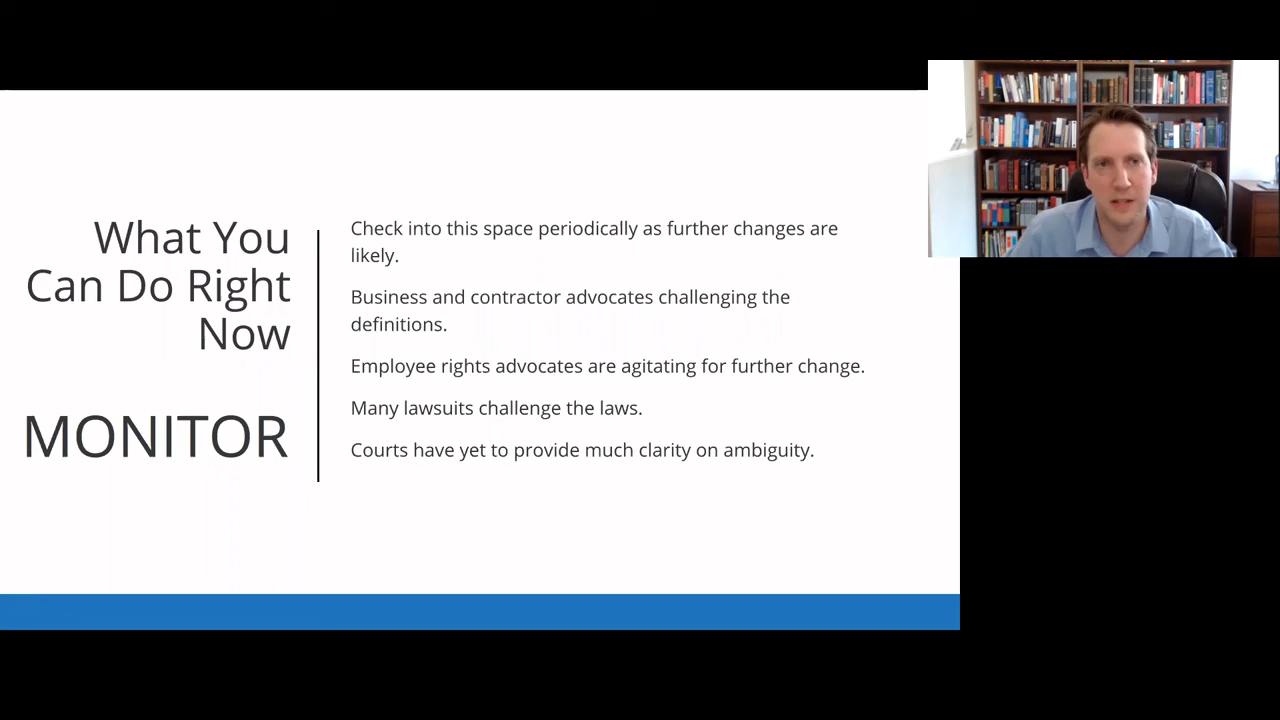 What You
Can Do Right
Now
MONITOR
Check into this space periodically as further changes are
likely.
Business and contractor advocates challenging the
definitions.
Employee rights advocates are agitating for further change.
Many lawsuits challenge the laws.
Courts have yet to provide much clarity on ambiguity.